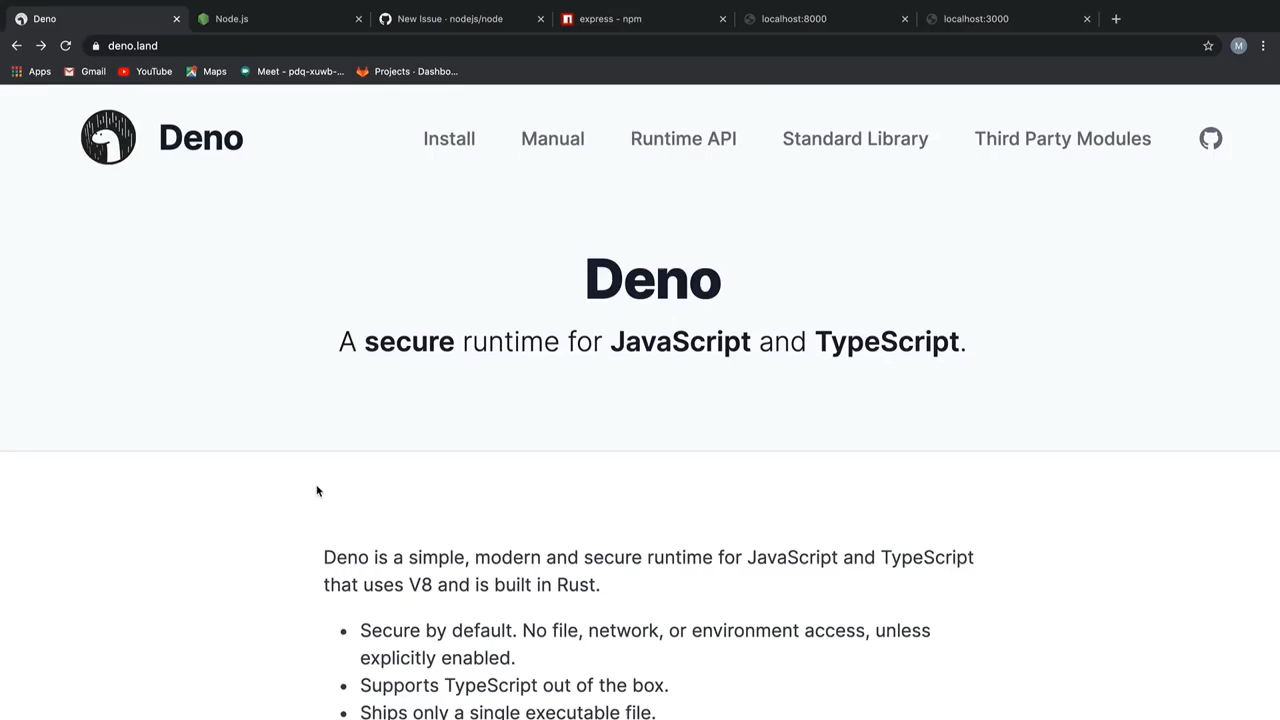 Deno
Node.js
New Issue · nodejs/node
express - npm
localhost:8000
localhost:3000
deno.land
M
Apps
Gmail
YouTube
Maps
Meet - pdq-xuwb-...
Projects · Dashbo...
Deno
Install
Manual
Runtime API
Standard Library
Third Party Modules
Deno
A secure runtime for JavaScript and TypeScript.
Deno is a simple, modern and secure runtime for JavaScript and TypeScript
that uses V8 and is built in Rust.
• Secure by default. No file, network, or environment access, unless
explicitly enabled.
• Supports TypeScript out of the box.
• Ships only a single executable file.